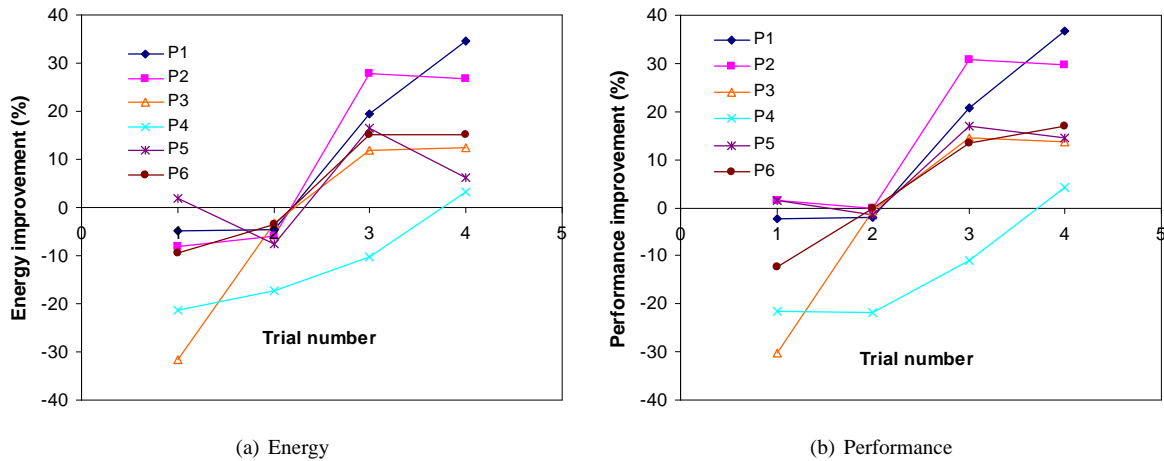 40
30
20
10
0
-10
-20
-30
-40
Energy improvement (%)
P1
P2
P3
P4
P5
P6
0 1 2 3 4 5
Trial number
(a) Energy
40
30
20
10
0
-10
-20
-30
-40
Performance improvement (%)
P1
P2
P3
P4
P5
P6
0 1 2 3 4 5
Trial number
(b) Performance